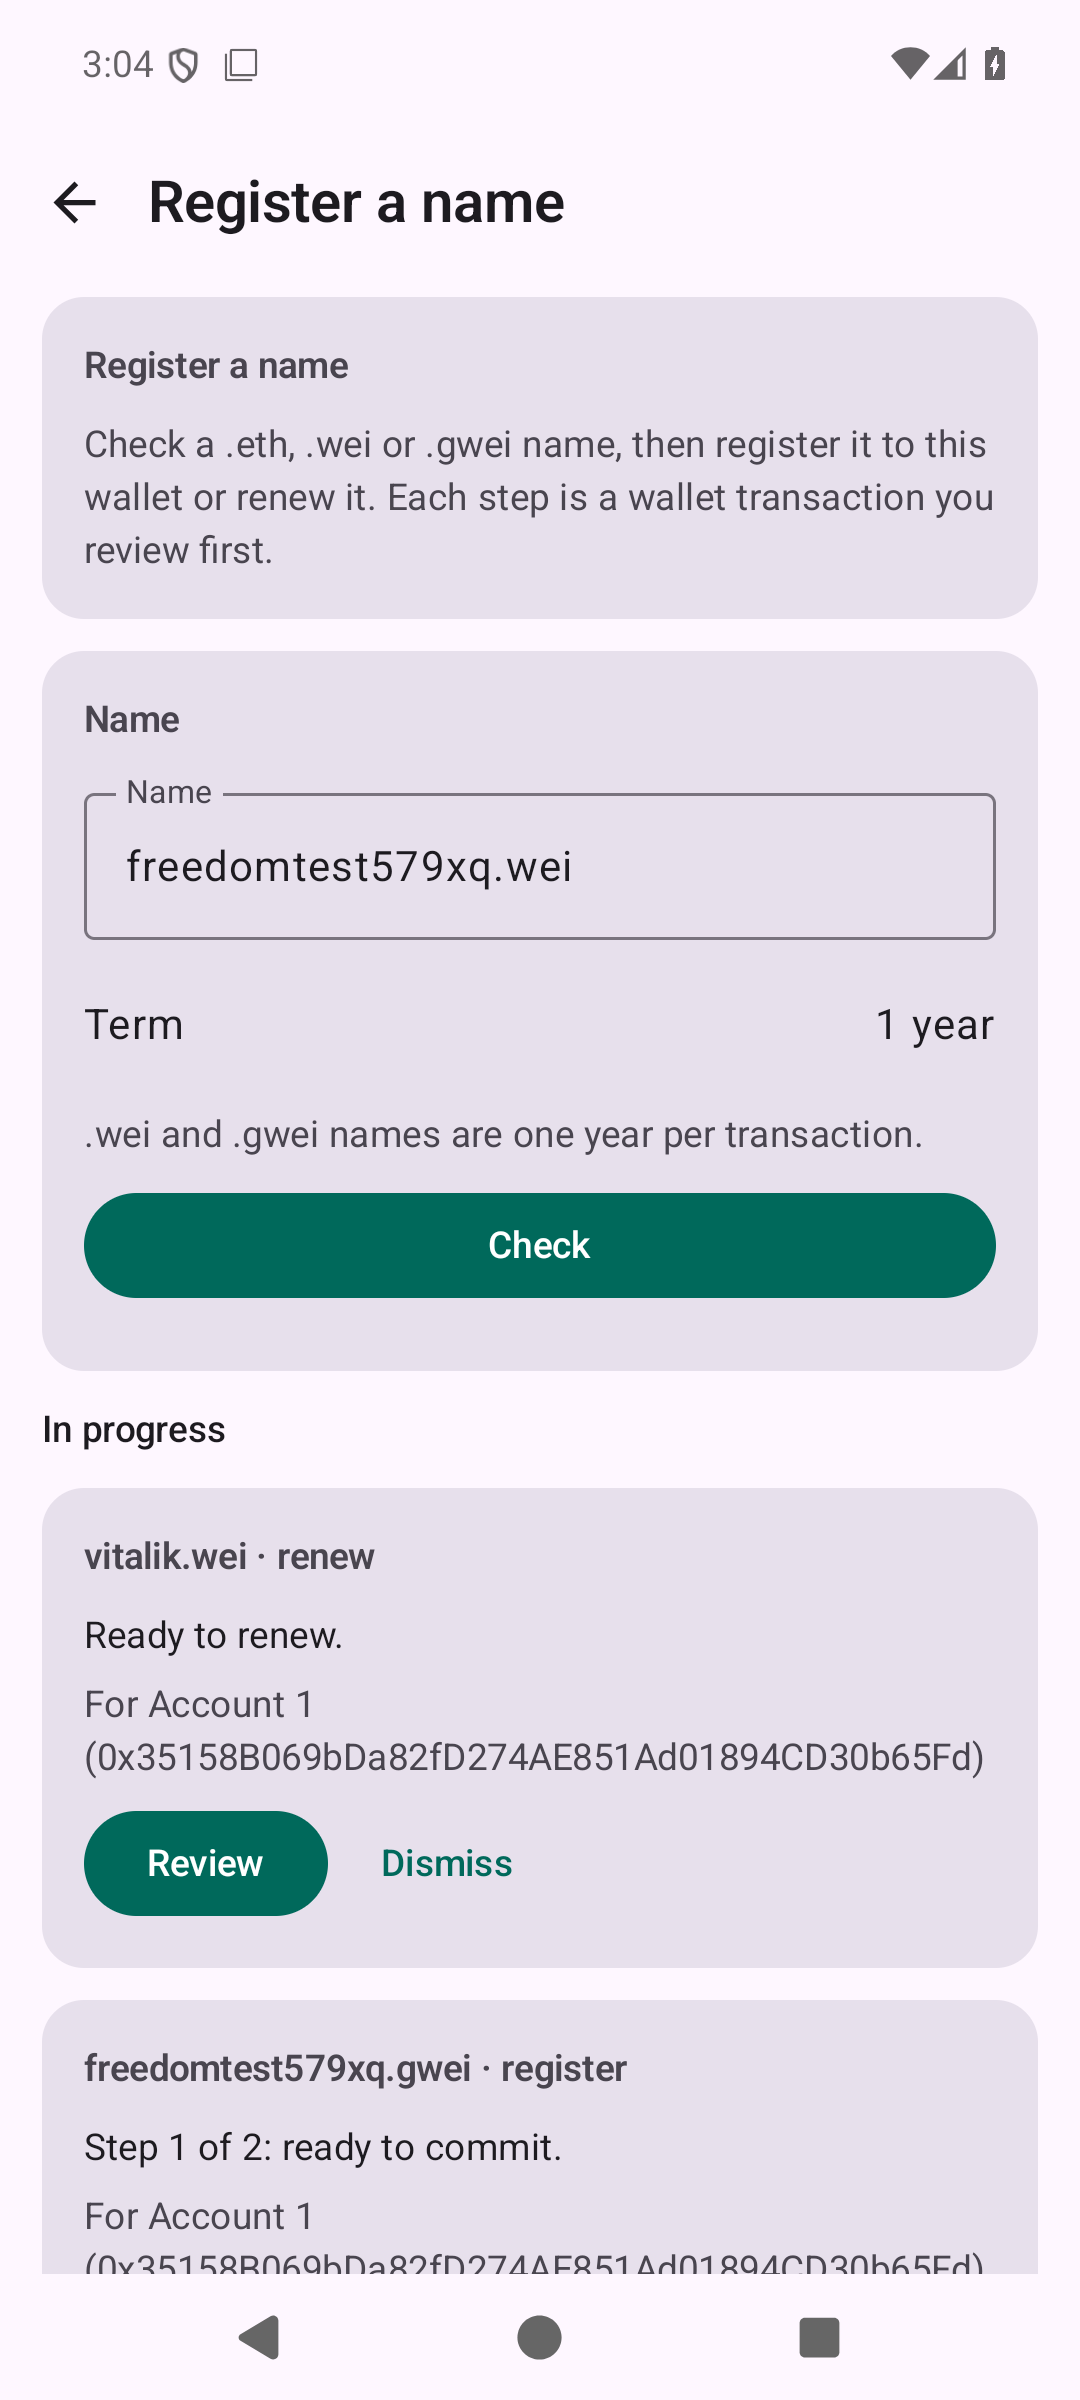 3:04
Register a name
Register a name
Check a .eth, .wei or .gwei name, then register it to this
wallet or renew it. Each step is a wallet transaction you
review first.
Name
Name
freedomtest579xq.wei
Term 1 year
.wei and .gwei names are one year per transaction.
Check
In progress
vitalik.wei · renew
Ready to renew.
For Account 1
(0x35158B069bDa82fD274AE851Ad01894CD30b65Fd)
Review Dismiss
freedomtest579xq.gwei · register
Step 1 of 2: ready to commit.
For Account 1
(0x35158B069bDa82fD274AE851Ad01894CD30b65Fd)